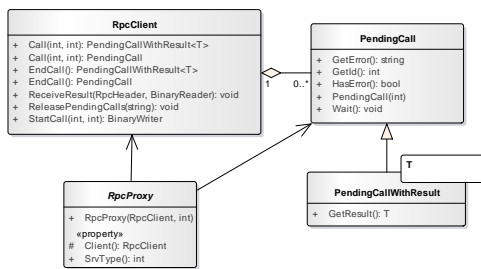 RpcClient
+ Call(int, int): PendingCallWithResult<T>
+ Call(int, int): PendingCall
+ EndCall(): PendingCallWithResult<T>
+ EndCall(): PendingCall
+ ReceiveResult(RpcHeader, BinaryReader): void
+ ReleasePendingCalls(string): void
+ StartCall(int, int): BinaryWriter
1
0..*
PendingCall
+ GetError(): string
+ GetId(): int
+ HasError(): bool
+ PendingCall(int)
+ Wait(): void
RpcProxy
+ RpcProxy(RpcClient, int)
«property»
# Client(): RpcClient
+ SrvType(): int
T
PendingCallWithResult
+ GetResult(): T